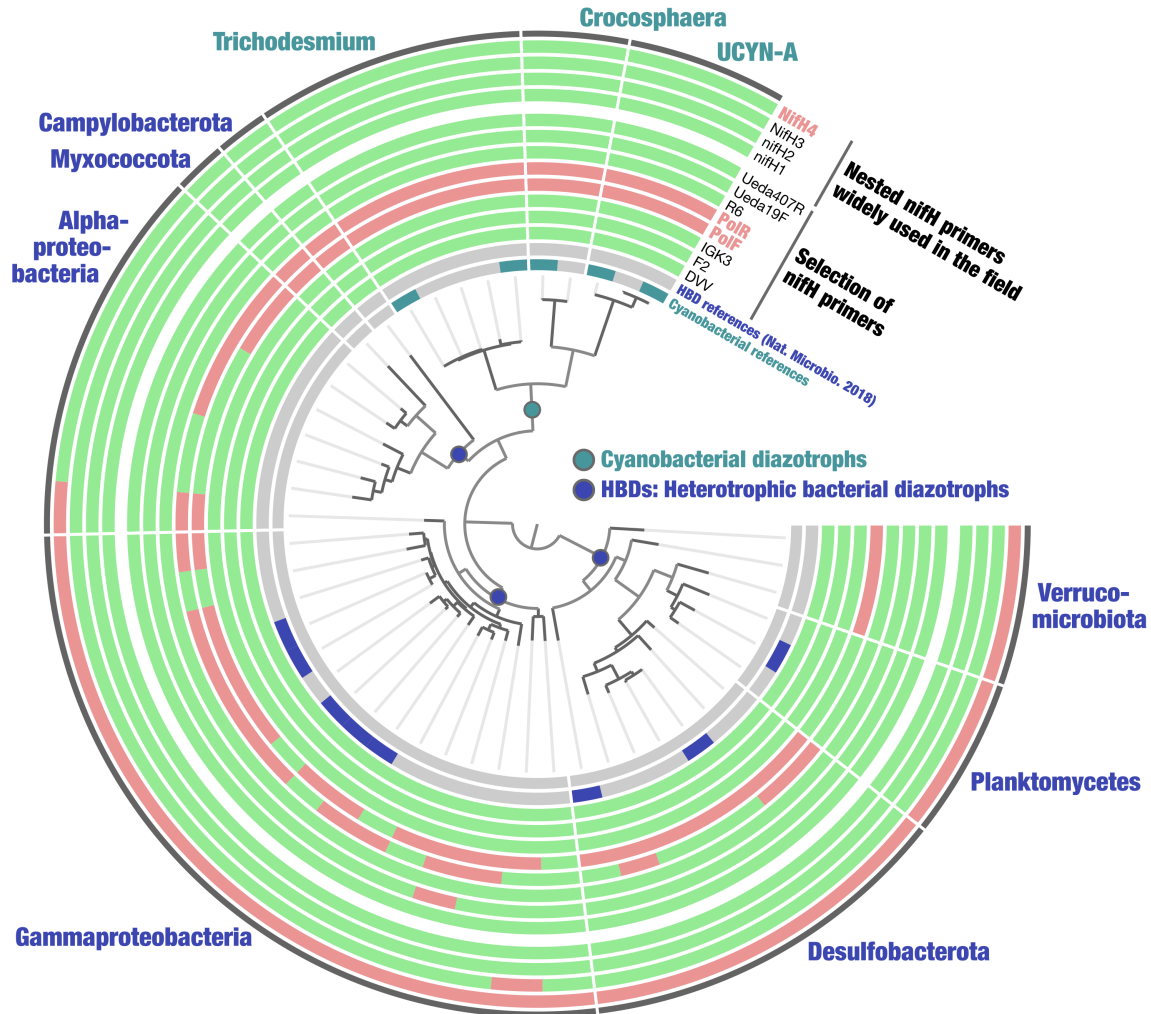 Crocosphaera
Trichodesmium
UCYN-A
Campylobacterota
Myxococcota
Alpha-
proteo-
bacteria
NifH4
NifH3
nifH2
nifH1
Ueda407R
Ueda19F
R6
PolR
PolF
IGK3
F2
DVV
HBD references (Nat. Microbio. 2018)
Cyanobacterial references
Nested nifH primers
widely used in the field
Selection of
nifH primers
Cyanobacterial diazotrophs
HBDs: Heterotrophic bacterial diazotrophs
Verruco-
microbiota
Planktomycetes
Desulfobacterota
Gammaproteobacteria